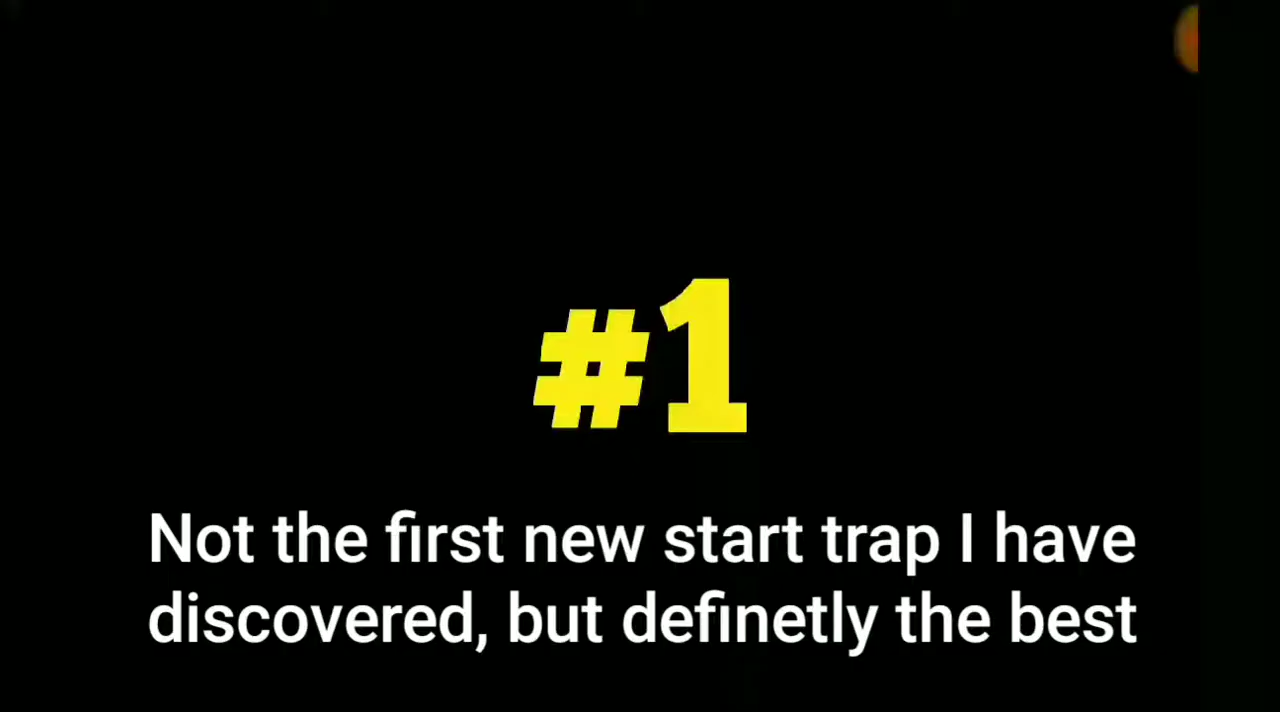 #1
Not the first new start trap I have
discovered, but definetly the best